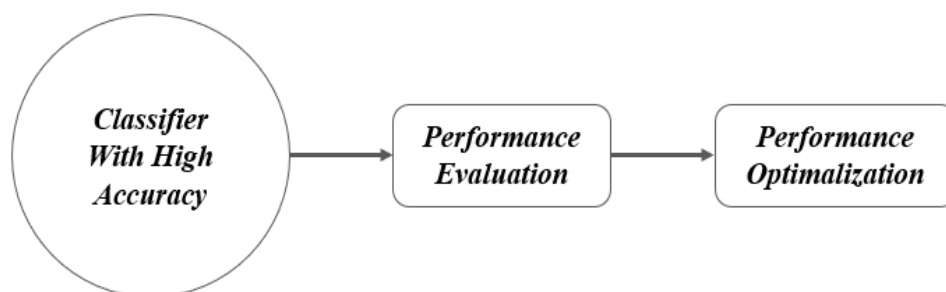 Classifier
With High
Accuracy
Performance
Evaluation
Performance
Optimalization